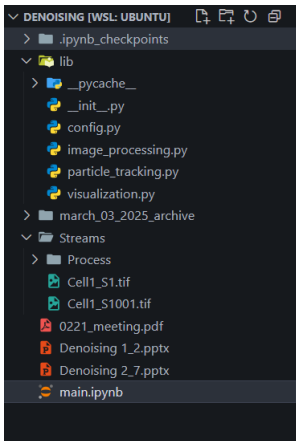 DENOISING [WSL: UBUNTU]
.ipynb_checkpoints
lib
__pycache__
__init__.py
config.py
image_processing.py
particle_tracking.py
visualization.py
march_03_2025_archive
Streams
Process
Cell1_S1.tif
Cell1_S1001.tif
0221_meeting.pdf
Denoising 1_2.pptx
Denoising 2_7.pptx
main.ipynb